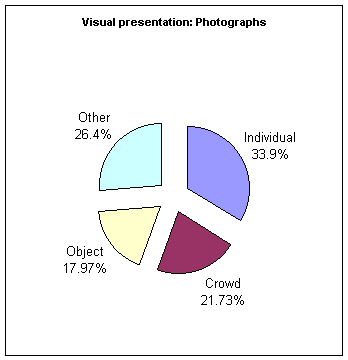 Visual presentation: Photographs
Other
26.4%
Individual
33.9%
Object
17.97%
Crowd
21.73%